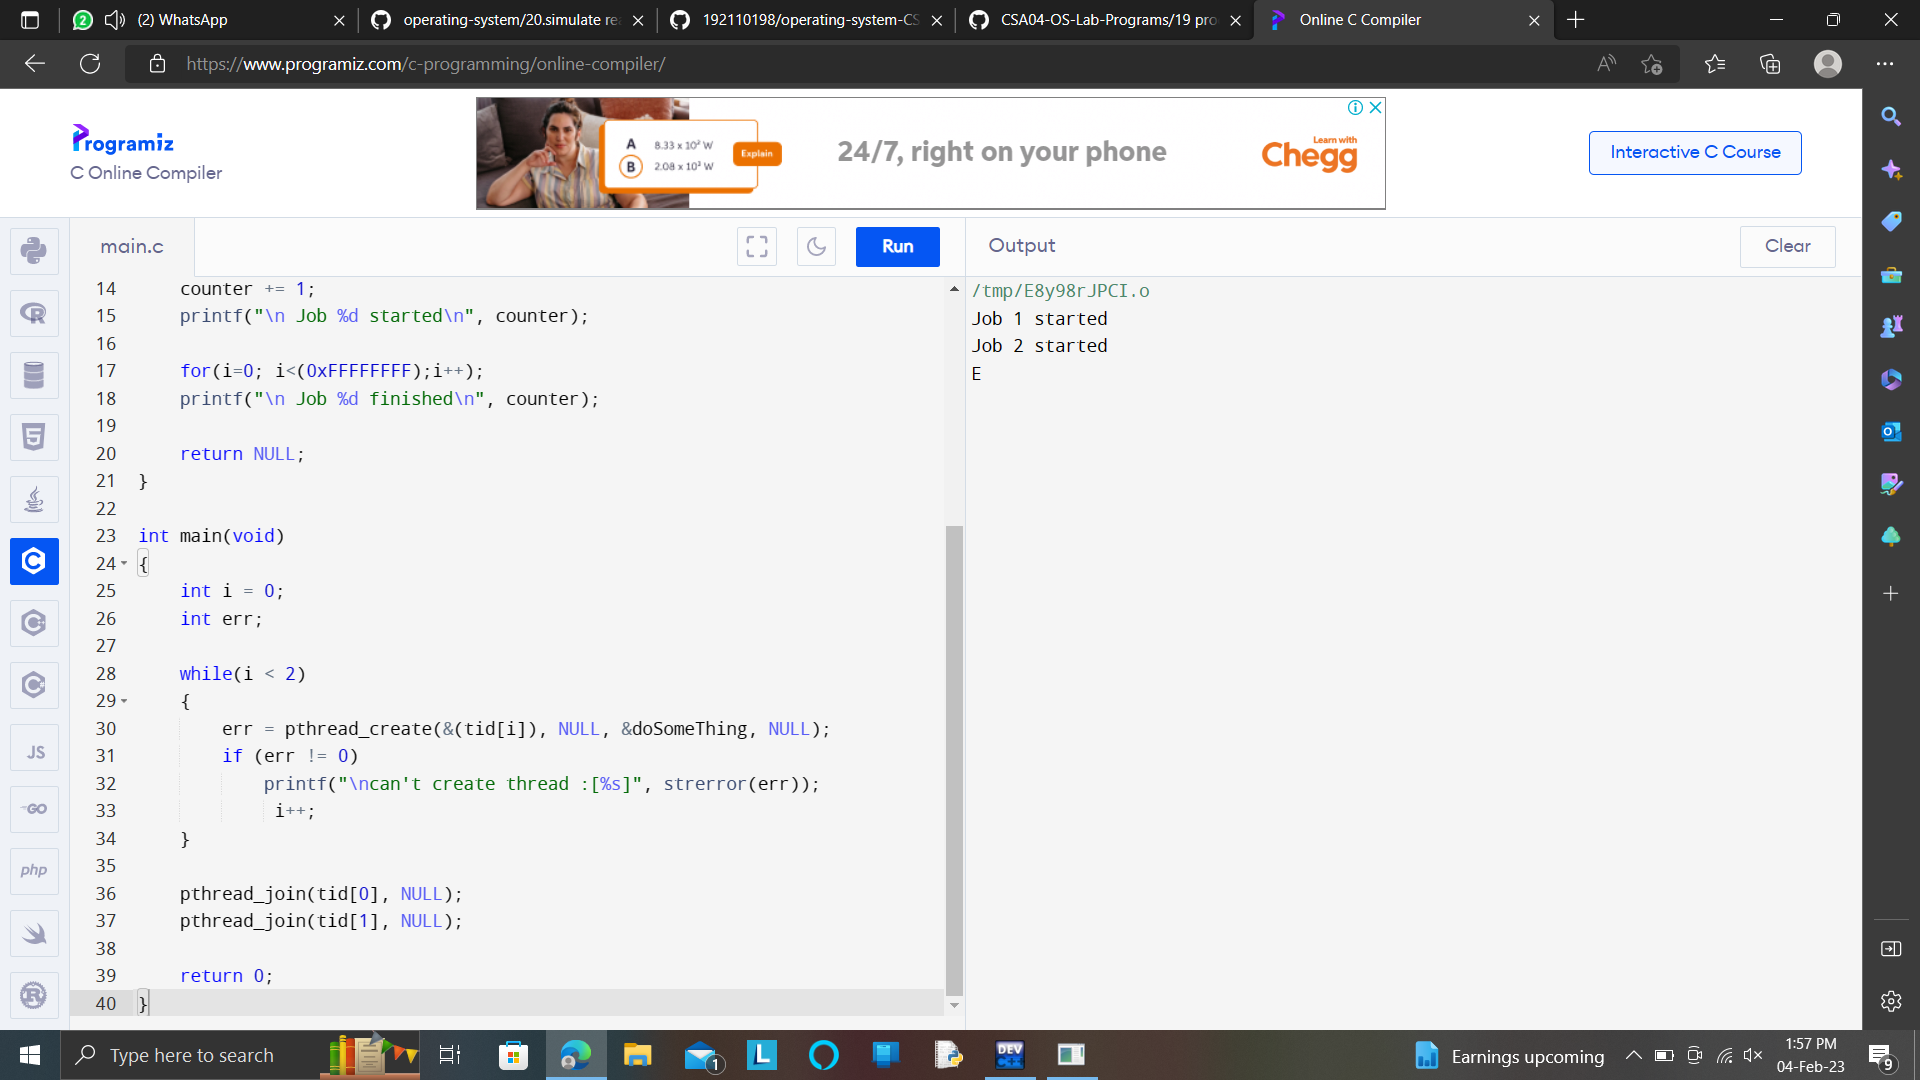 (2) WhatsApp
operating-system/20.simulate re
192110198/operating-system-CS
CSA04-OS-Lab-Programs/19 pro
Online C Compiler
https://www.programiz.com/c-programming/online-compiler/
Programiz
C Online Compiler
A 8.33 x 10² W
B 2.08 x 10³ W
Explain
24/7, right on your phone
Learn with
Chegg
Interactive C Course
main.c
Run
Output
Clear
14 counter += 1;
15 printf("\n Job %d started\n", counter);
16
17 for(i=0; i<(0xFFFFFFFF);i++);
18 printf("\n Job %d finished\n", counter);
19
20 return NULL;
21 }
22
23 int main(void)
24 {
25 int i = 0;
26 int err;
27
28 while(i < 2)
29 {
30 err = pthread_create(&(tid[i]), NULL, &doSomeThing, NULL);
31 if (err != 0)
32 printf("\ncan't create thread :[%s]", strerror(err));
33 i++;
34 }
35
36 pthread_join(tid[0], NULL);
37 pthread_join(tid[1], NULL);
38
39 return 0;
40 }
/tmp/E8y98rJPCI.o
Job 1 started
Job 2 started
E
JS
GO
php
Type here to search
1
L
DEV
C++
Earnings upcoming
1:57 PM
04-Feb-23
9